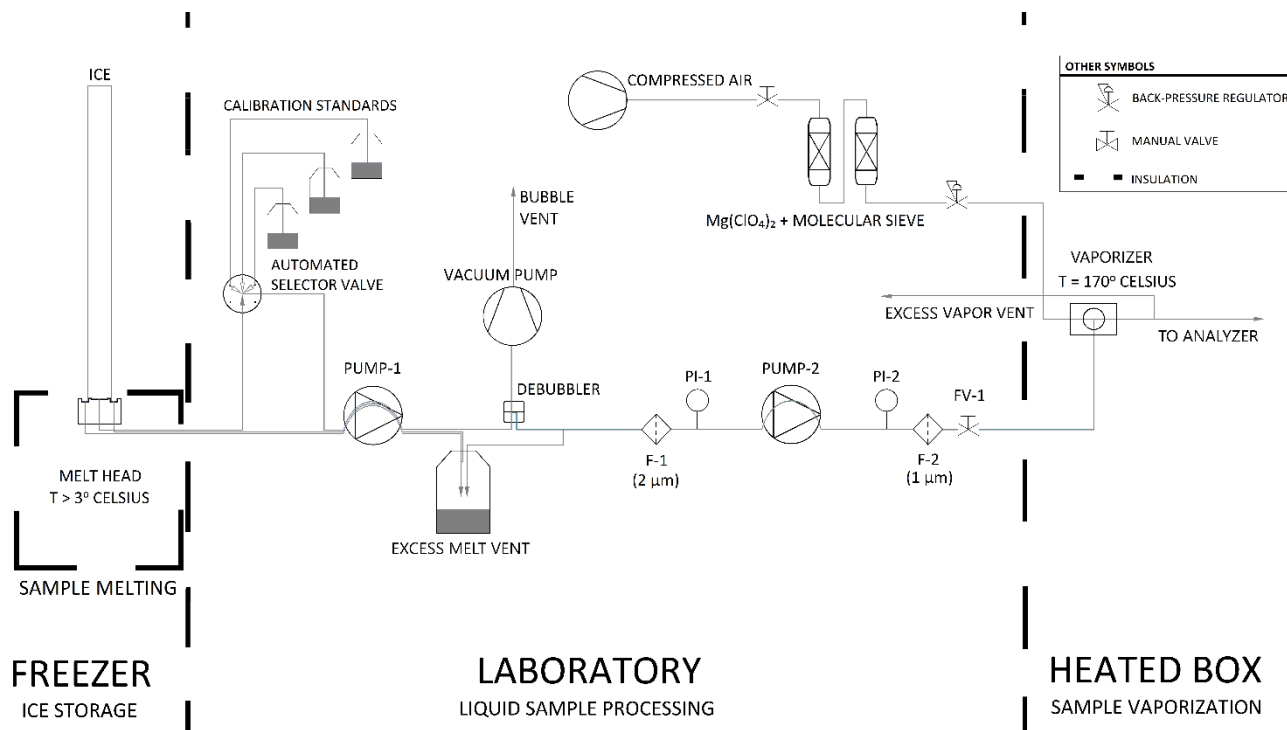 ICE
CALIBRATION STANDARDS
AUTOMATED
SELECTOR VALVE
COMPRESSED AIR
Mg(ClO₄)₂ + MOLECULAR SIEVE
BUBBLE
VENT
VACUUM PUMP
OTHER SYMBOLS
BACK-PRESSURE REGULATOR
MANUAL VALVE
INSULATION
VAPORIZER
T = 170⁰ CELSIUS
EXCESS VAPOR VENT
TO ANALYZER
PUMP-1
DEBUBBLER
PI-1
PUMP-2
PI-2
FV-1
F-1
(2 µm)
F-2
(1 µm)
MELT HEAD
T > 3⁰ CELSIUS
EXCESS MELT VENT
SAMPLE MELTING
FREEZER
ICE STORAGE
LABORATORY
LIQUID SAMPLE PROCESSING
HEATED BOX
SAMPLE VAPORIZATION